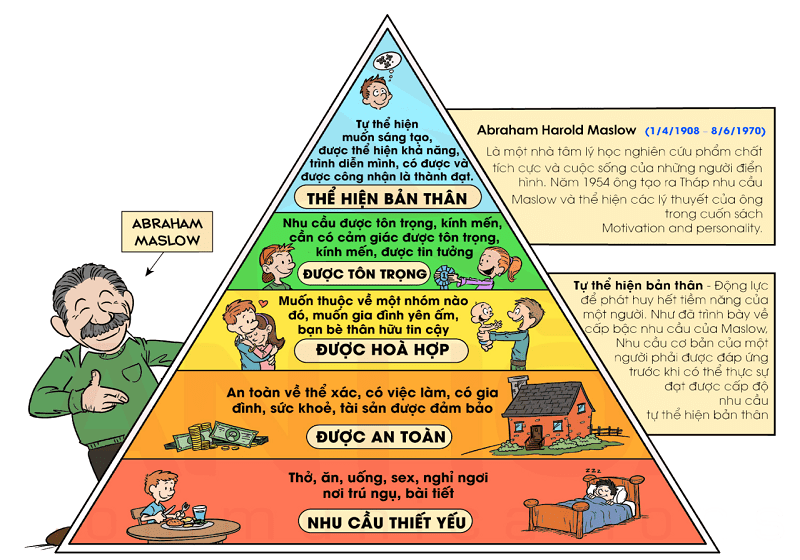 Tự thể hiện
muốn sáng tạo,
được thể hiện khả năng,
trình diễn mình, có được và
được công nhận là thành đạt.
THỂ HIỆN BẢN THÂN
Nhu cầu được tôn trọng, kính mến,
cần có cảm giác được tôn trọng,
kính mến, được tin tưởng
ĐƯỢC TÔN TRỌNG
Muốn thuộc về một nhóm nào
đó, muốn gia đình yên ấm,
bạn bè thân hữu tin cậy
ĐƯỢC HOÀ HỢP
An toàn về thể xác, có việc làm, có gia
đình, sức khoẻ, tài sản được đảm bảo
ĐƯỢC AN TOÀN
Thở, ăn, uống, sex, nghỉ ngơi
nơi trú ngụ, bài tiết
NHU CẦU THIẾT YẾU
zzz
ABRAHAM
MASLOW
Abraham Harold Maslow (1/4/1908 – 8/6/1970)
Là một nhà tâm lý học nghiên cứu phẩm chất
tích cực và cuộc sống của những người điển
hình. Năm 1954 ông tạo ra Tháp nhu cầu
Maslow và thể hiện các lý thuyết của ông
trong cuốn sách
Motivation and personality.
Tự thể hiện bản thân - Động lực
để phát huy hết tiềm năng của
một người. Như đã trình bày về
cấp bậc nhu cầu của Maslow,
Nhu cầu cơ bản của một
người phải được đáp ứng
trước khi có thể thực sự
đạt được cấp độ
nhu cầu
tự thể hiện bản thân